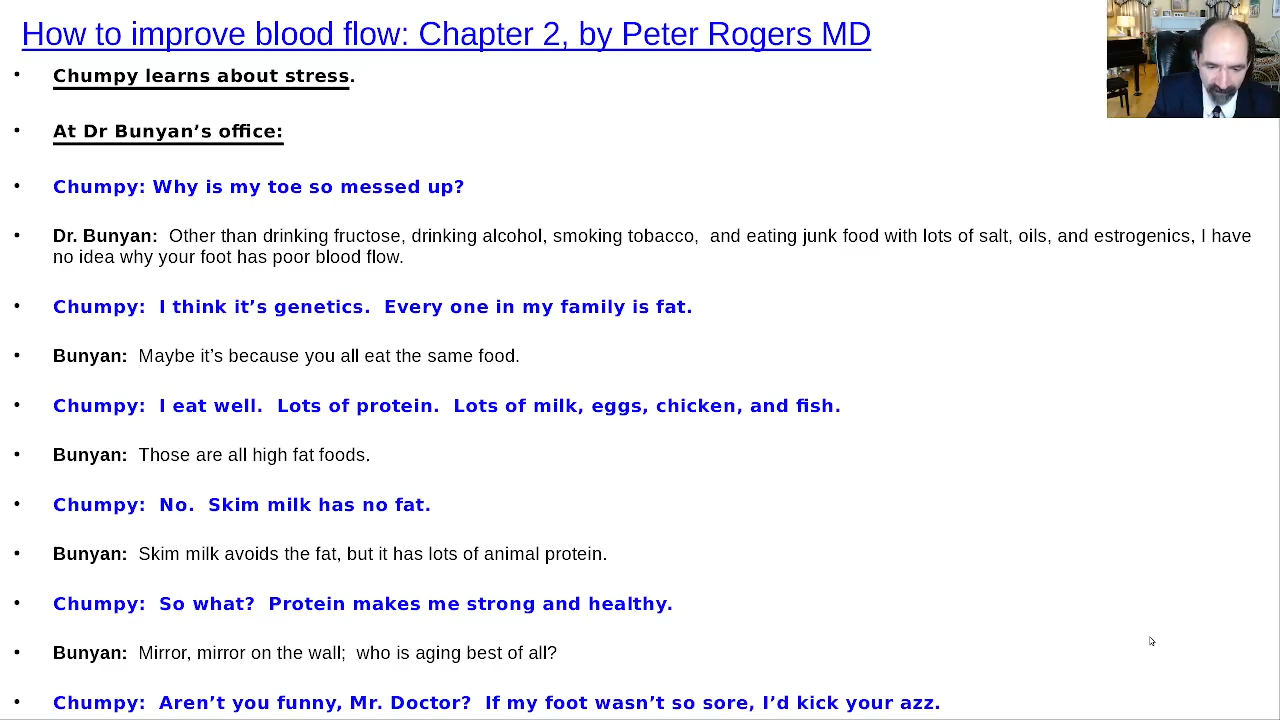 How to improve blood flow: Chapter 2, by Peter Rogers MD
• Chumpy learns about stress.
• At Dr Bunyan’s office:
• Chumpy: Why is my toe so messed up?
• Dr. Bunyan:  Other than drinking fructose, drinking alcohol, smoking tobacco,  and eating junk food with lots of salt, oils, and estrogenics, I have
no idea why your foot has poor blood flow.
• Chumpy:  I think it’s genetics.  Every one in my family is fat.
• Bunyan:  Maybe it’s because you all eat the same food.
• Chumpy:  I eat well.  Lots of protein.  Lots of milk, eggs, chicken, and fish.
• Bunyan:  Those are all high fat foods.
• Chumpy:  No.  Skim milk has no fat.
• Bunyan:  Skim milk avoids the fat, but it has lots of animal protein.
• Chumpy:  So what?  Protein makes me strong and healthy.
• Bunyan:  Mirror, mirror on the wall;  who is aging best of all?
• Chumpy:  Aren’t you funny, Mr. Doctor?  If my foot wasn’t so sore, I’d kick your azz.